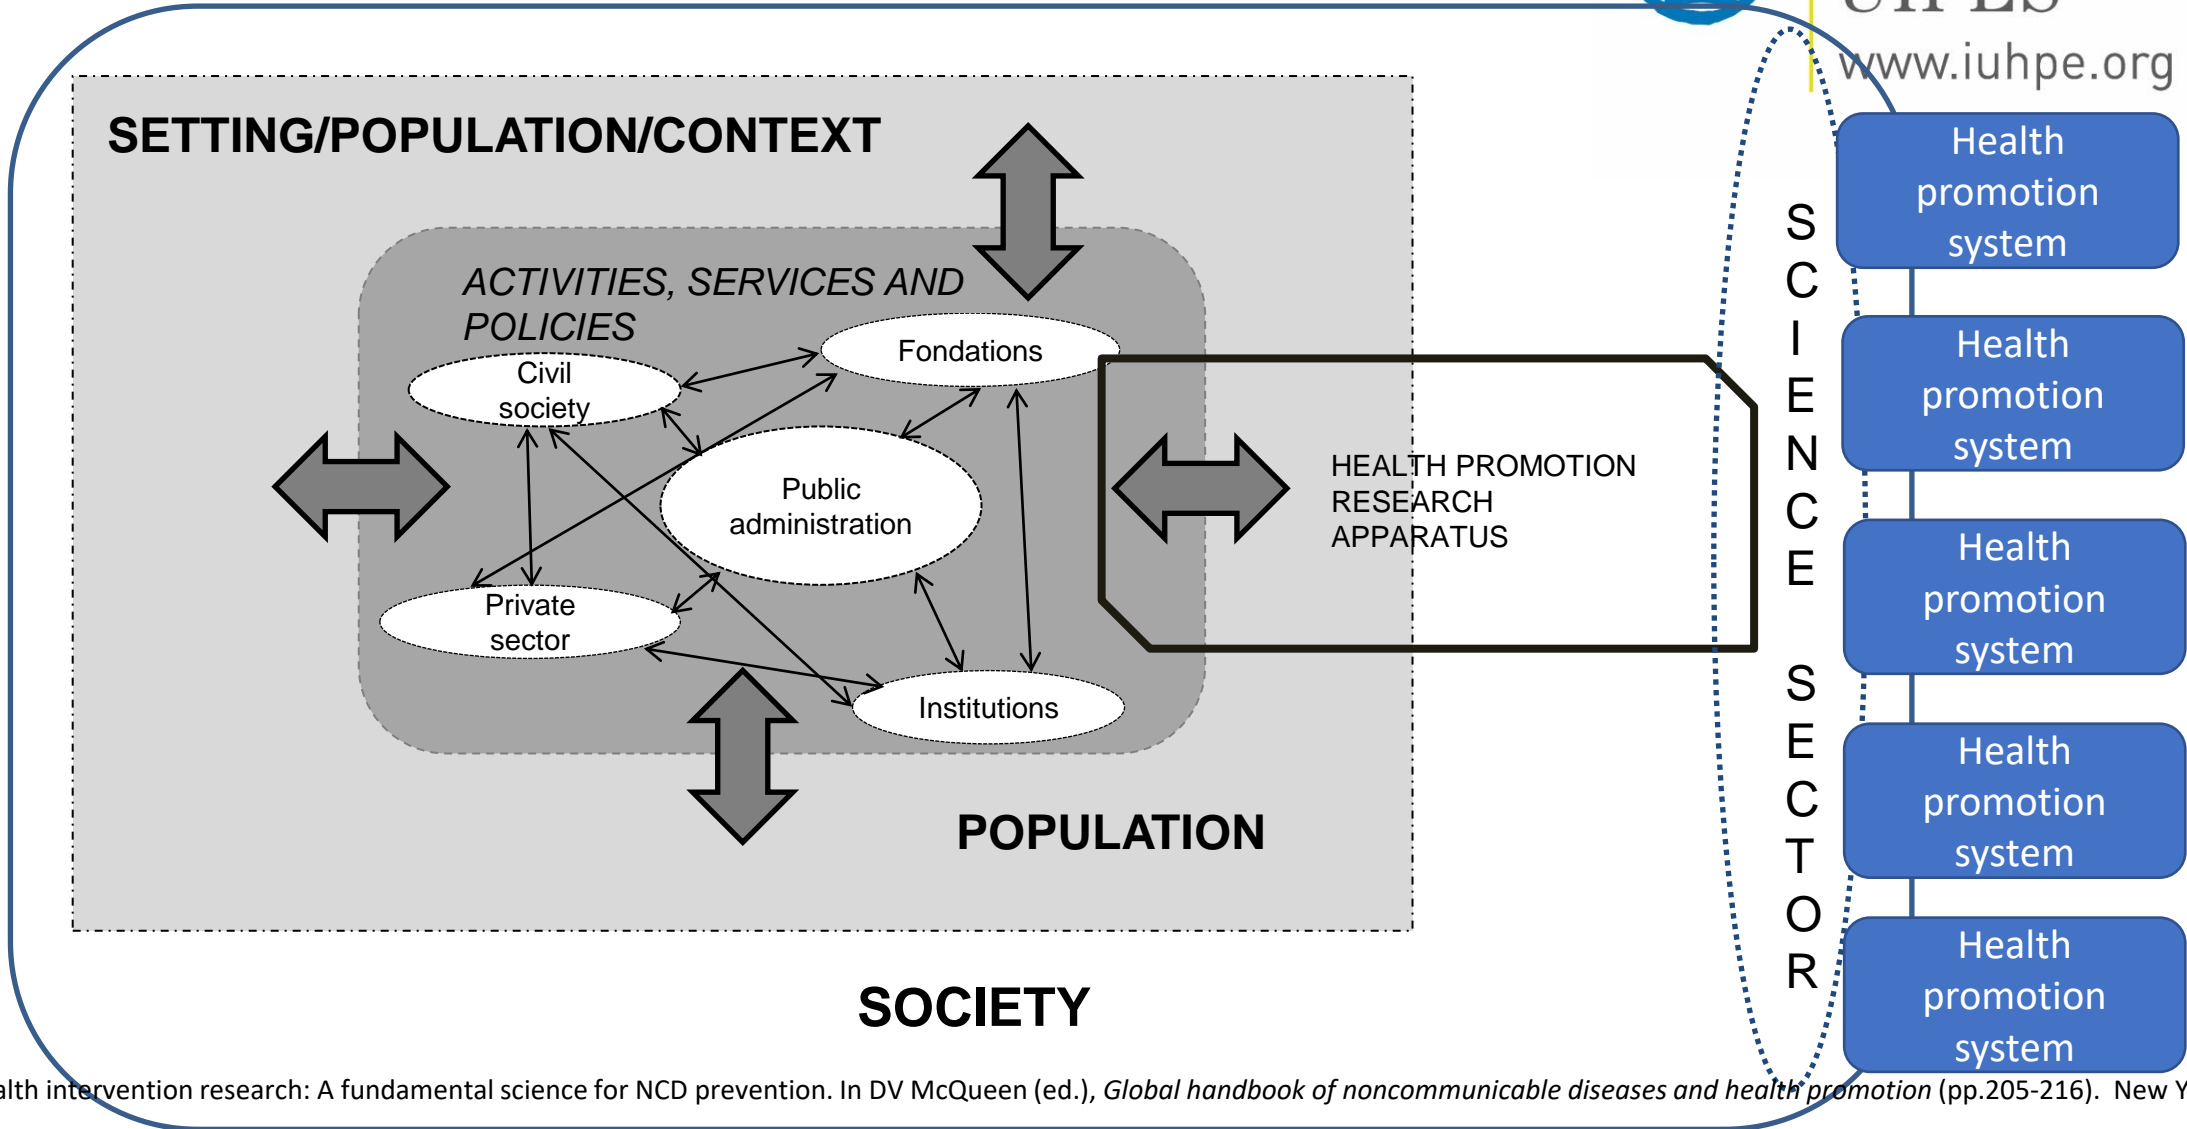 www.iuhpe.org
SETTING/POPULATION/CONTEXT
ACTIVITIES, SERVICES AND
POLICIES
Fondations
Civil
society
Public
administration
Private
sector
Institutions
HEALTH PROMOTION
RESEARCH
APPARATUS
POPULATION
SOCIETY
SCIENCE SECTOR
Health
promotion
system
Health
promotion
system
Health
promotion
system
Health
promotion
system
Health
promotion
system
alth intervention research: A fundamental science for NCD prevention. In DV McQueen (ed.), Global handbook of noncommunicable diseases and health promotion (pp.205-216). New Y